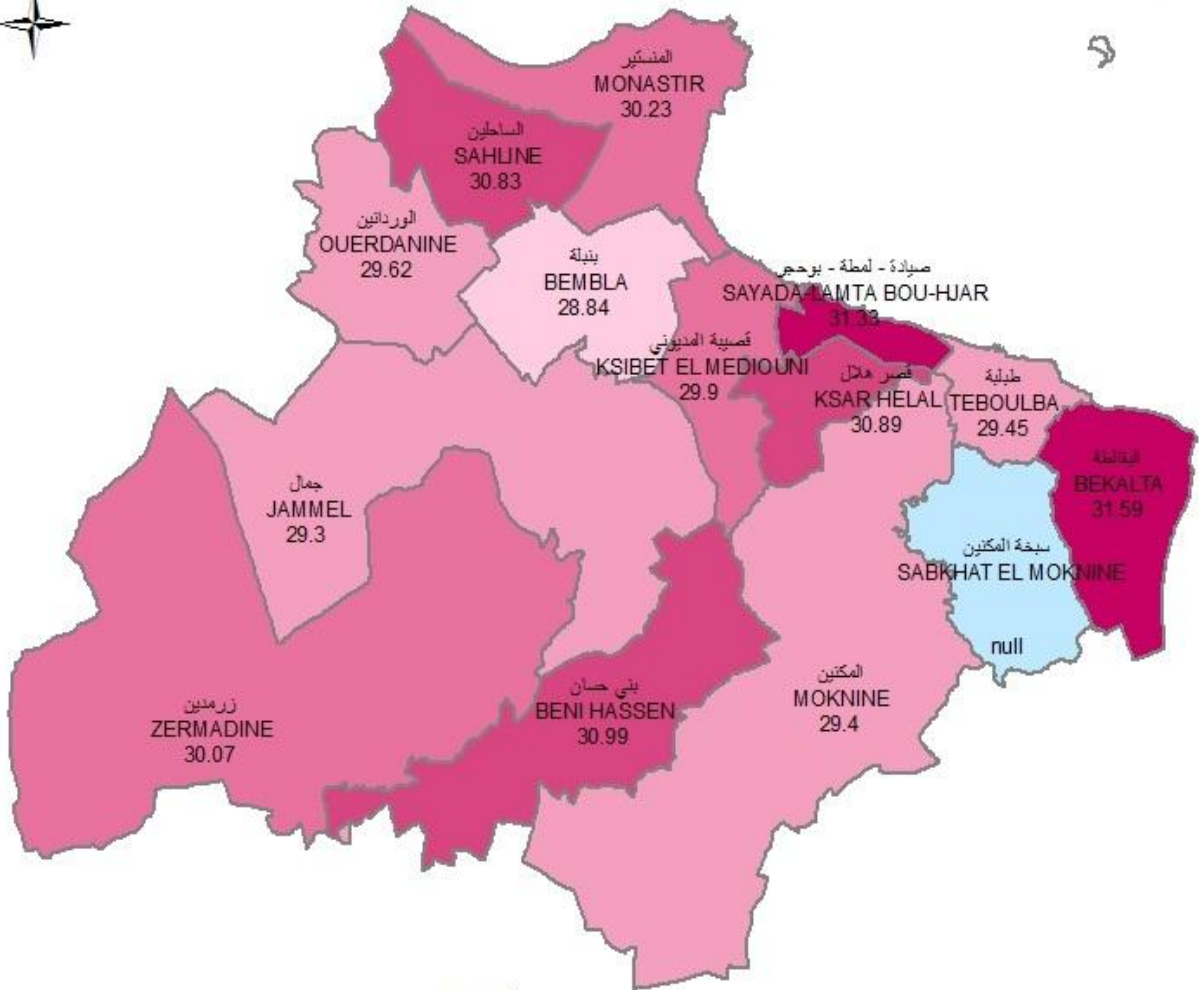 المنستير
MONASTIR
30.23
الساحلين
SAHLINE
30.83
الوردانين
OUERDANINE
29.62
بنبلة
BEMBLA
28.84
صيادة - لمطة - بوحجر
SAYADA-LAMTA BOU-HJAR
31.33
قصيبة المديوني
KSIBET EL MEDIOUNI
29.9
قصر هلال
KSAR HELAL
30.89
طبلبة
TEBOULBA
29.45
البقالطة
BEKALTA
31.59
جمال
JAMMEL
29.3
سبخة المكنين
SABKHAT EL MOKNINE
null
المكنين
MOKNINE
29.4
بني حسان
BENI HASSEN
30.99
زرمدين
ZERMADINE
30.07